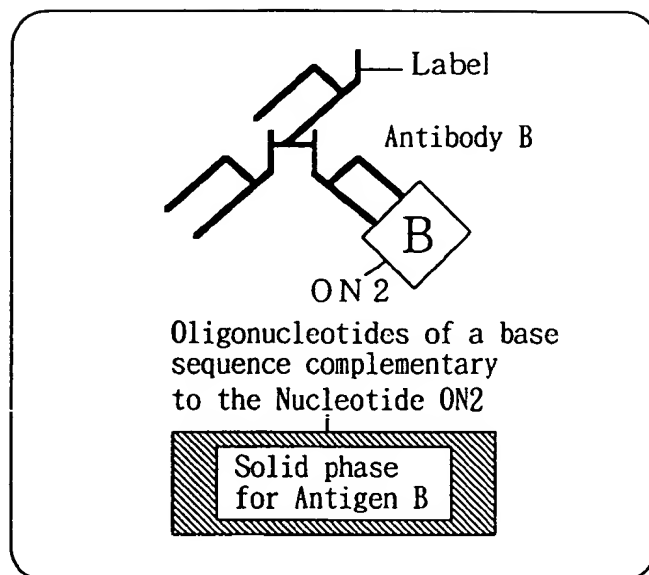 Label
Antibody B
B
ON2
Oligonucleotides of a base
sequence complementary
to the Nucleotide ON2
Solid phase
for Antigen B